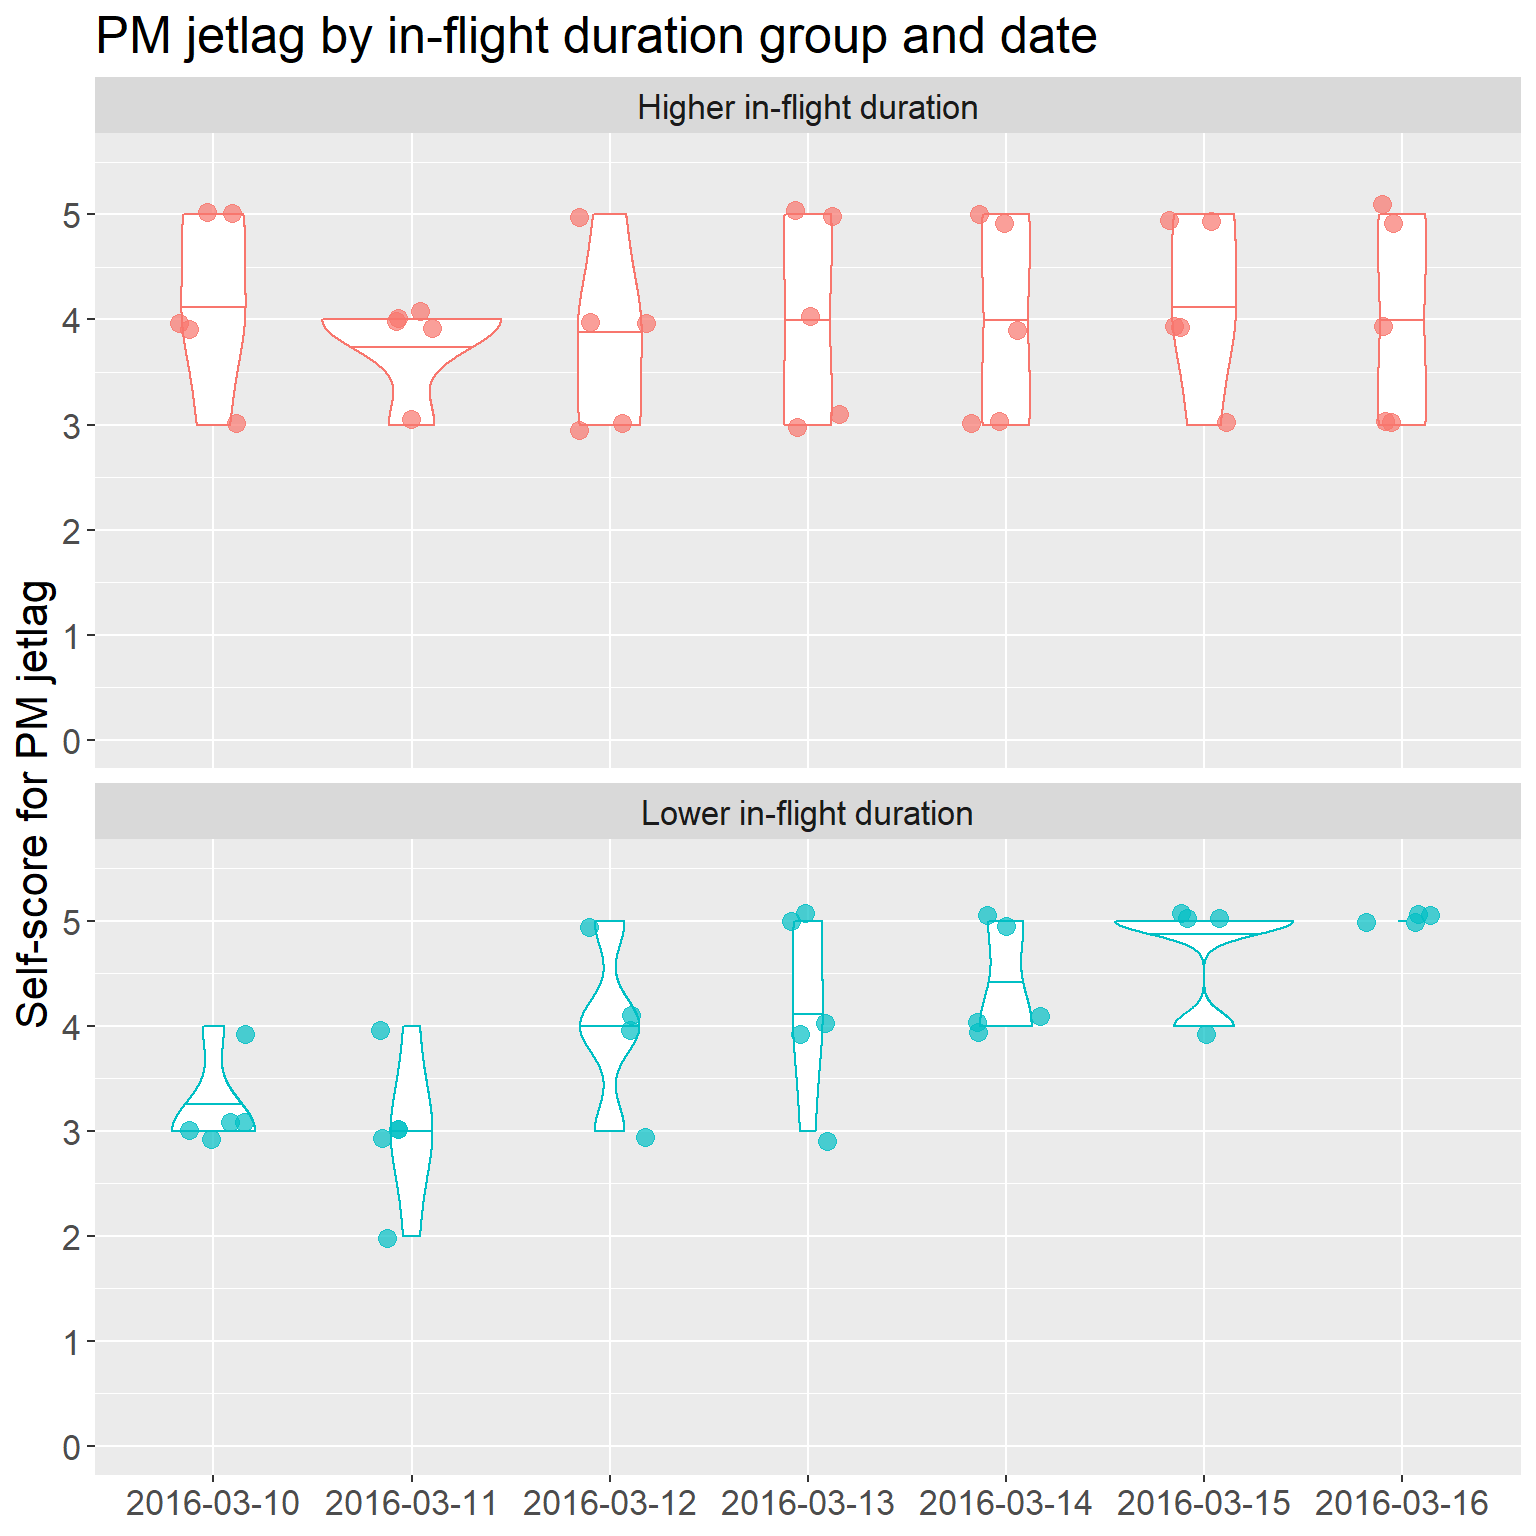 PM jetlag by in-flight duration group and date
Higher in-flight duration
5
4
3
2
1
0
Self-score for PM jetlag
Lower in-flight duration
5
4
3
2
1
0
2016-03-10 2016-03-11 2016-03-12 2016-03-13 2016-03-14 2016-03-15 2016-03-16